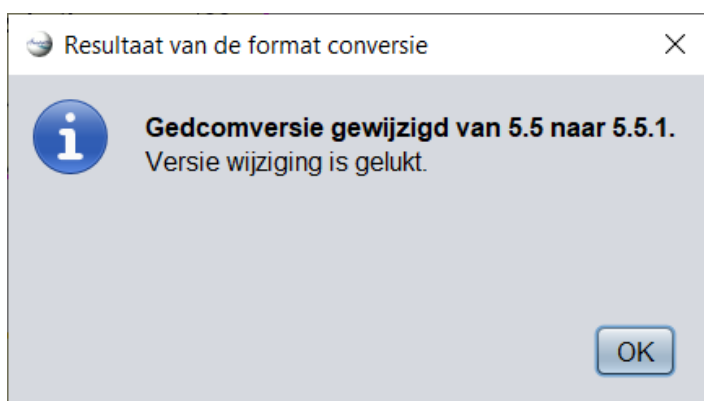 Resultaat van de format conversie
Gedcomversie gewijzigd van 5.5 naar 5.5.1.
Versie wijziging is gelukt.
OK